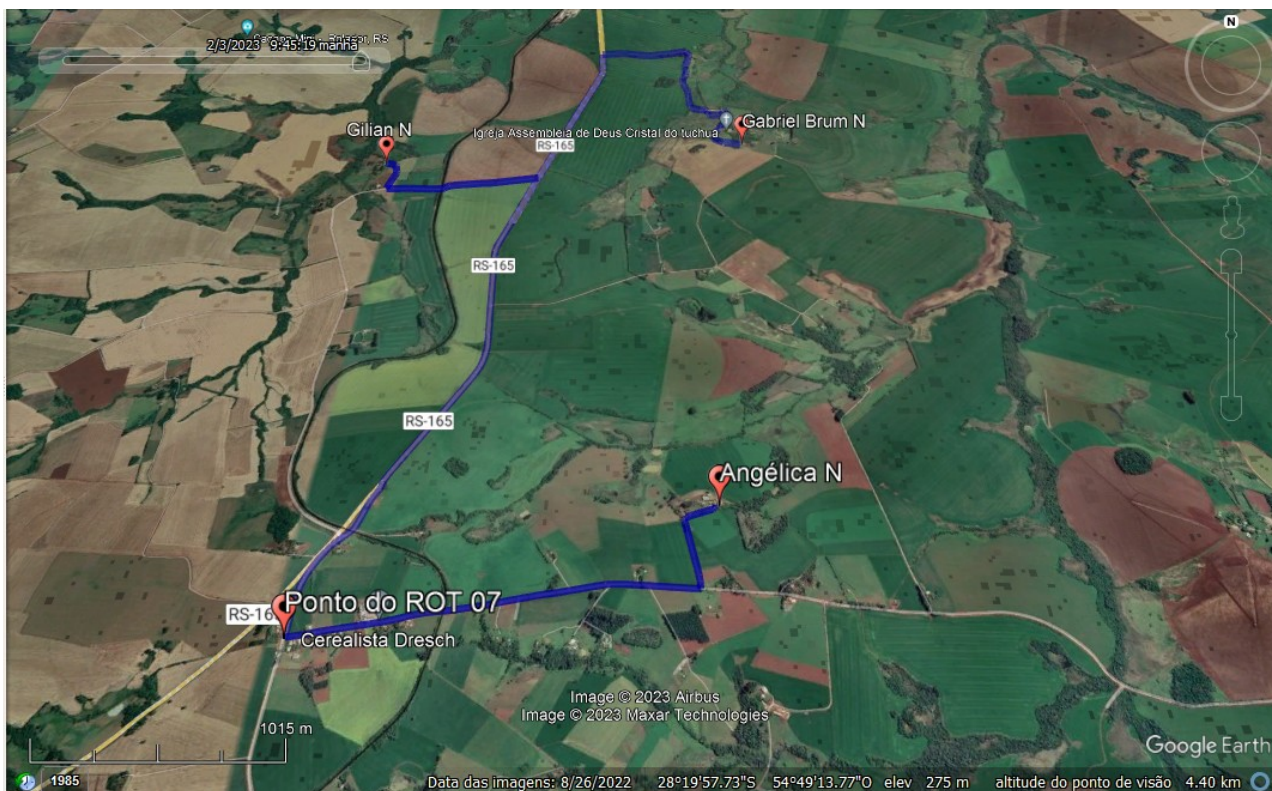 N
2/3/2023 9:45:19 manhã
Gilian N
Igreja Assembleia de Deus Cristal do tuchua
Gabriel Brum N
RS-165
RS-165
RS-165
Angélica N
Ponto do ROT 07
RS-16
Cerealista Dresch
Image © 2023 Airbus
Image © 2023 Maxar Technologies
1015 m
Google Earth
1985
Data das imagens: 8/26/2022 28°19'57.73"S 54°49'13.77"O elev 275 m altitude do ponto de visão 4.40 km